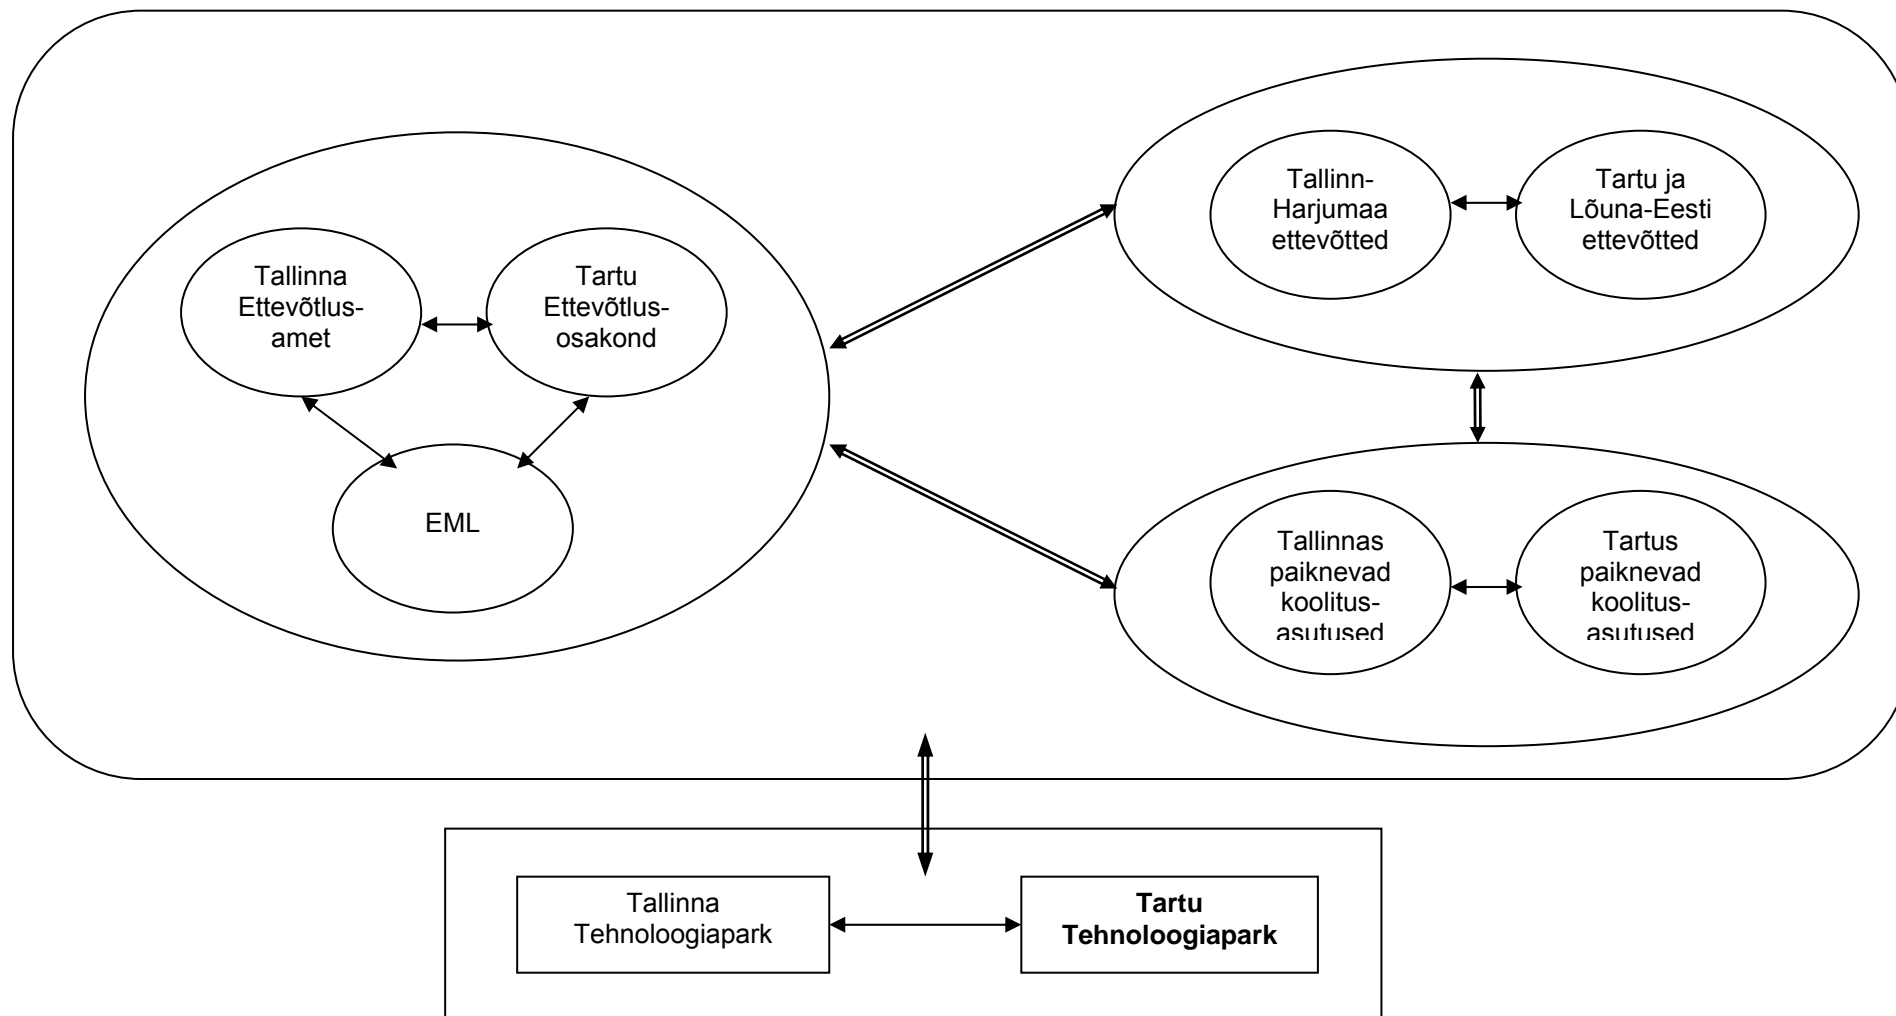 Tallinna
Ettevõtlus-
amet
Tartu
Ettevõtlus-
osakond
EML
Tallinn-
Harjumaa
ettevõtted
Tartu ja
Lõuna-Eesti
ettevõtted
Tallinnas
paiknevad
koolitus-
asutused
Tartus
paiknevad
koolitus-
asutused
Tallinna
Tehnoloogiapark
Tartu
Tehnoloogiapark